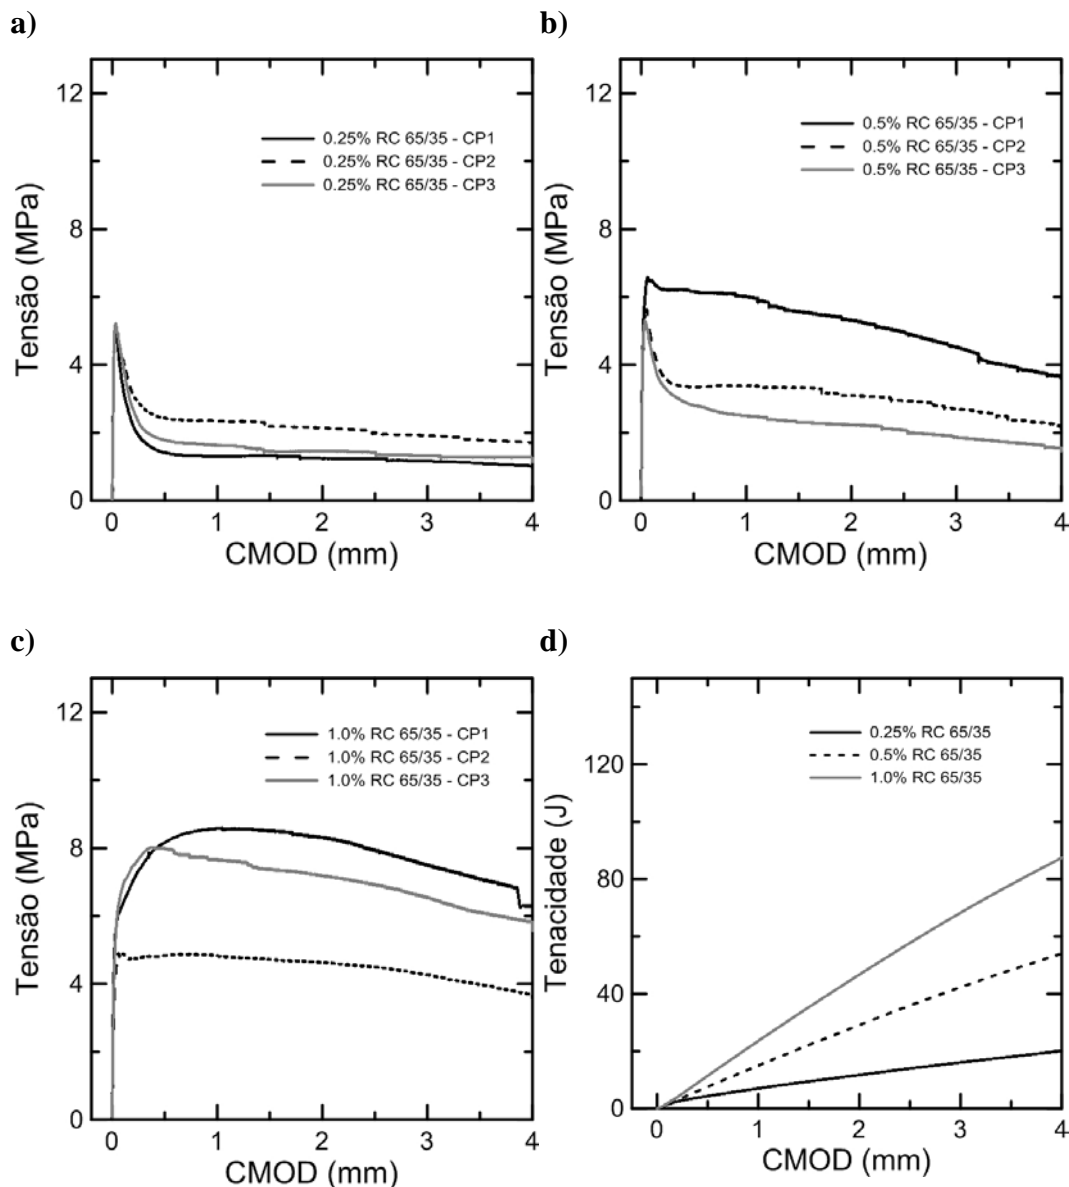 a)
12
8
4
0
Tensão (MPa)
0.25% RC 65/35 - CP1
0.25% RC 65/35 - CP2
0.25% RC 65/35 - CP3
0 1 2 3 4
CMOD (mm)
b)
12
8
4
0
Tensão (MPa)
0.5% RC 65/35 - CP1
0.5% RC 65/35 - CP2
0.5% RC 65/35 - CP3
0 1 2 3 4
CMOD (mm)
c)
12
8
4
0
Tensão (MPa)
1.0% RC 65/35 - CP1
1.0% RC 65/35 - CP2
1.0% RC 65/35 - CP3
0 1 2 3 4
CMOD (mm)
d)
120
80
40
0
Tenacidade (J)
0.25% RC 65/35
0.5% RC 65/35
1.0% RC 65/35
0 1 2 3 4
CMOD (mm)